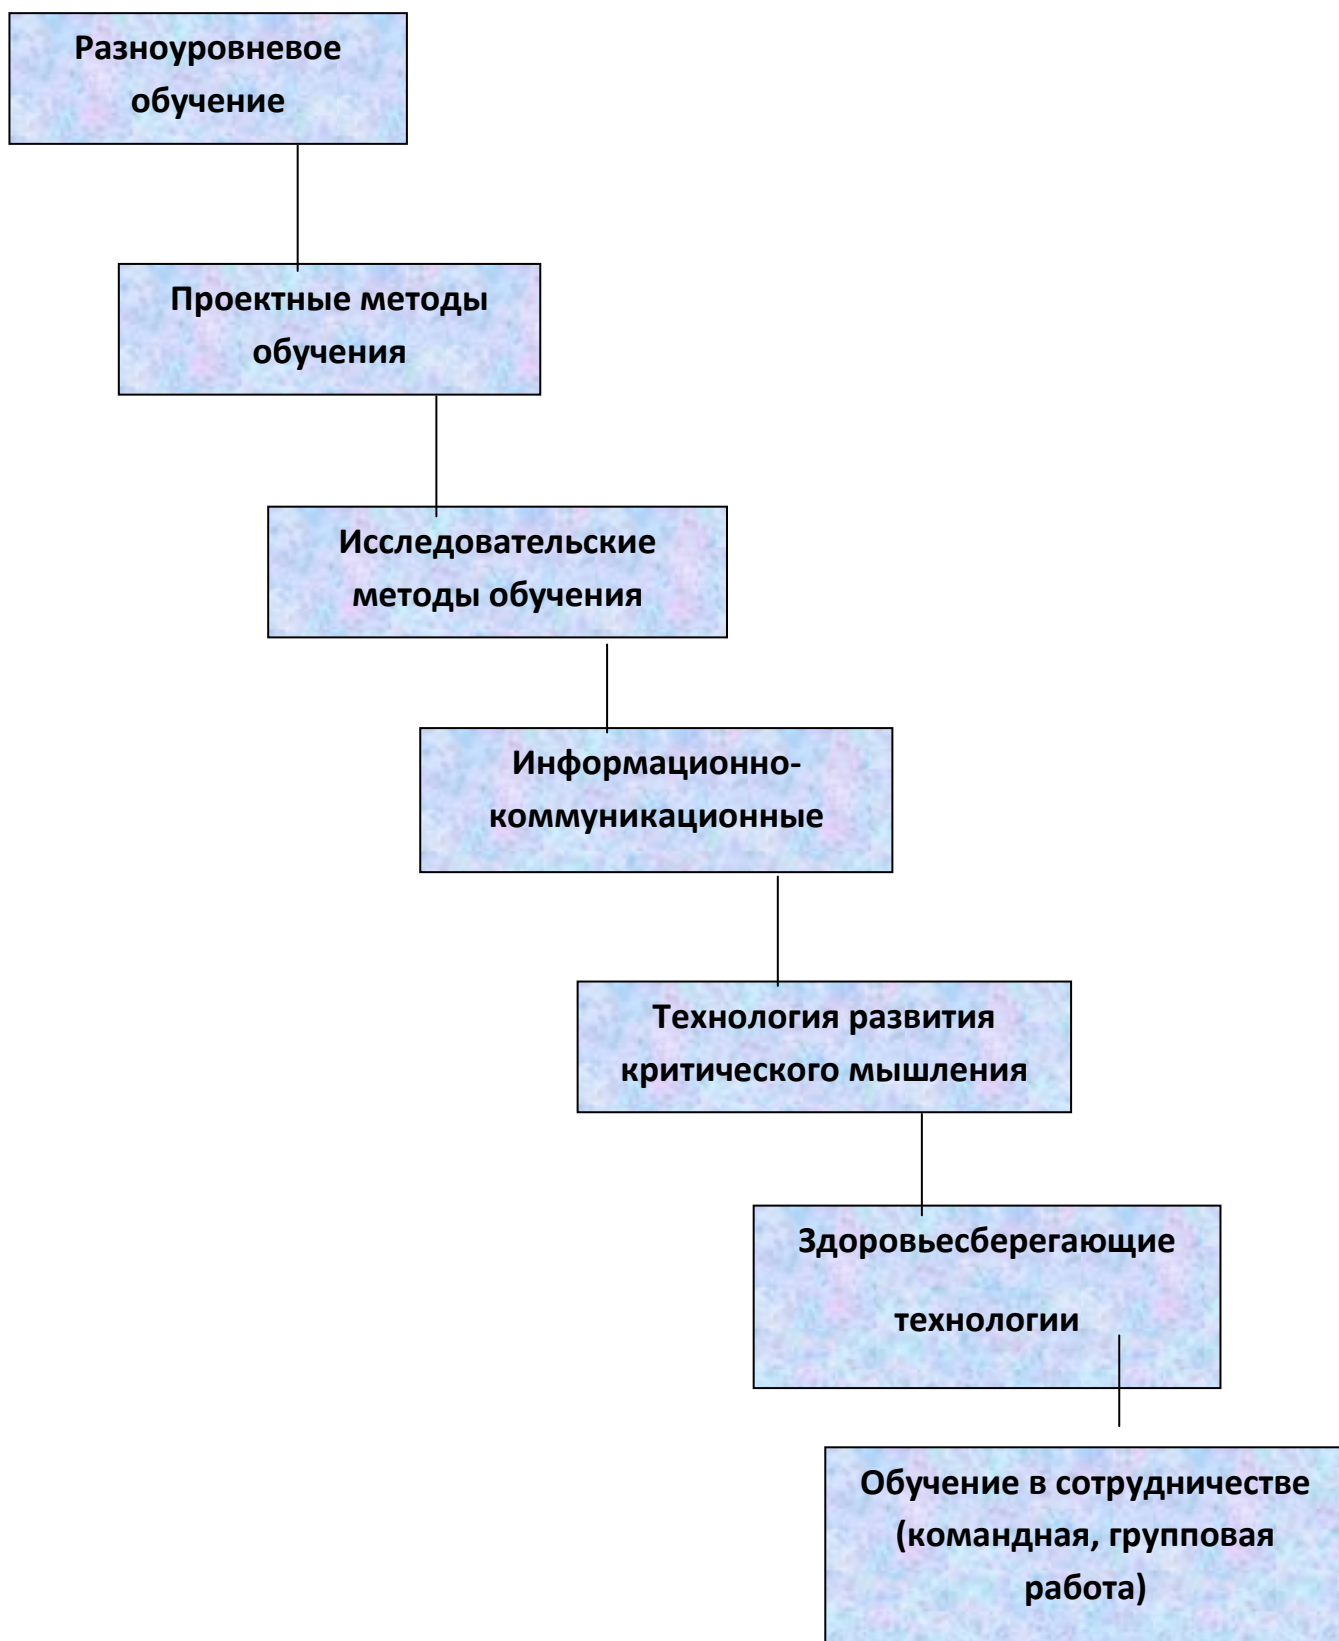 Разноуровневое
обучение
Проектные методы
обучения
Исследовательские
методы обучения
Информационно-
коммуникационные
Технология развития
критического мышления
Здоровьесберегающие
технологии
Обучение в сотрудничестве
(командная, групповая
работа)